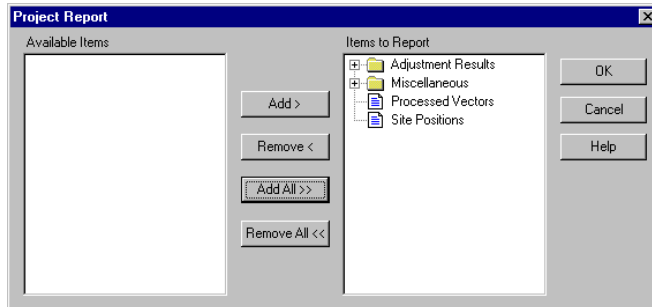 Project Report
Available Items
Items to Report
Adjustment Results
Miscellaneous
Processed Vectors
Site Positions
Add >
Remove <
Add All >>
Remove All <<
OK
Cancel
Help